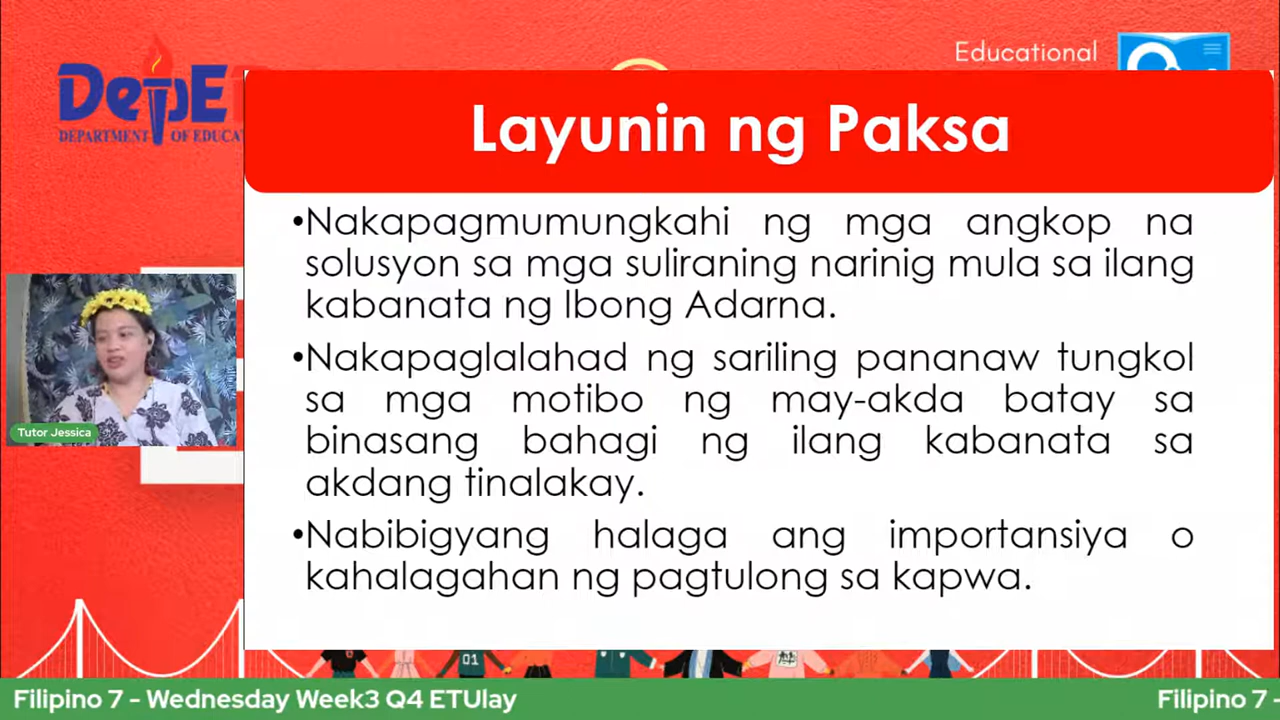 Educational
DepE
DEPARTMENT OF EDUCA
Layunin ng Paksa
•Nakapagmumungkahi ng mga angkop na
solusyon sa mga suliraning narinig mula sa ilang
kabanata ng Ibong Adarna.
•Nakapaglalahad ng sariling pananaw tungkol
sa mga motibo ng may-akda batay sa
binasang bahagi ng ilang kabanata sa
akdang tinalakay.
•Nabibigyang halaga ang importansiya o
kahalagahan ng pagtulong sa kapwa.
Tutor Jessica
01
Filipino 7 - Wednesday Week3 Q4 ETUlay
Filipino 7 -